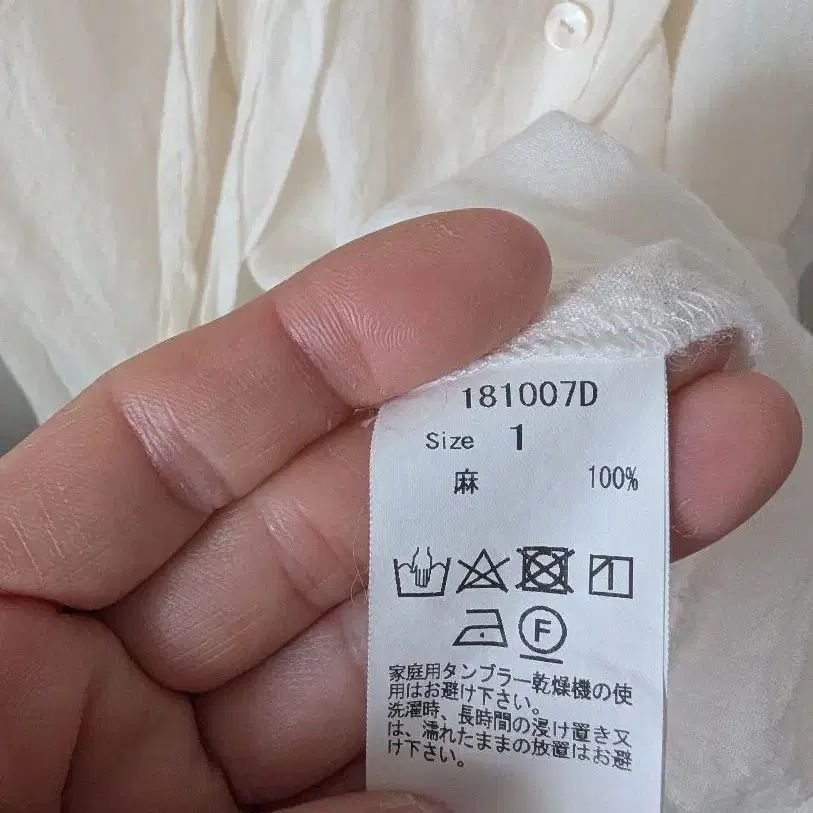 181007D
Size 1
麻 100%
F
家庭用タンブラー乾燥機の使
用はお避け下さい。
洗濯時、長時間の浸け置き又
は、濡れたままの放置はお避
け下さい。